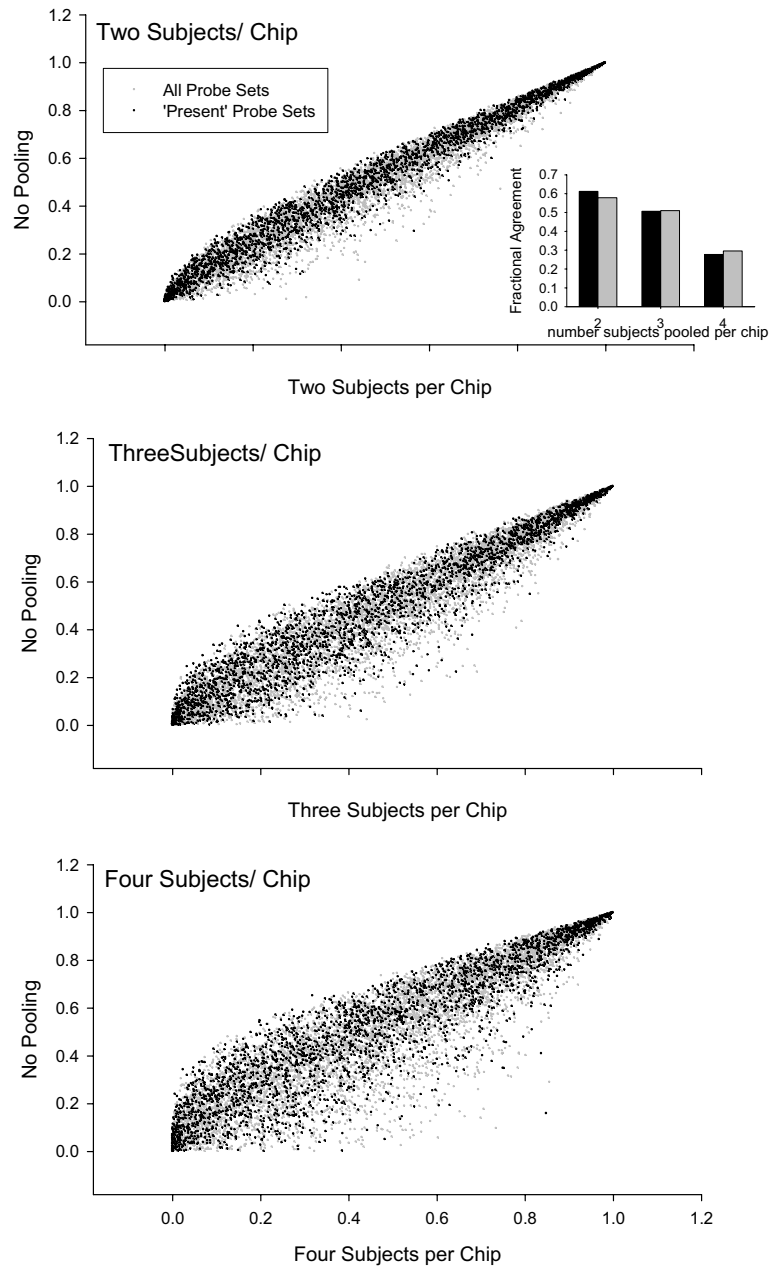 Two Subjects/ Chip
All Probe Sets
'Present' Probe Sets
1.2
1.0
0.8
0.6
0.4
0.2
0.0
No Pooling
Two Subjects per Chip
Fractional Agreement
0.7
0.6
0.5
0.4
0.3
0.2
0.1
0.0
2 3 4
number subjects pooled per chip
ThreeSubjects/ Chip
1.2
1.0
0.8
0.6
0.4
0.2
0.0
No Pooling
Three Subjects per Chip
Four Subjects/ Chip
1.2
1.0
0.8
0.6
0.4
0.2
0.0
No Pooling
0.0 0.2 0.4 0.6 0.8 1.0 1.2
Four Subjects per Chip